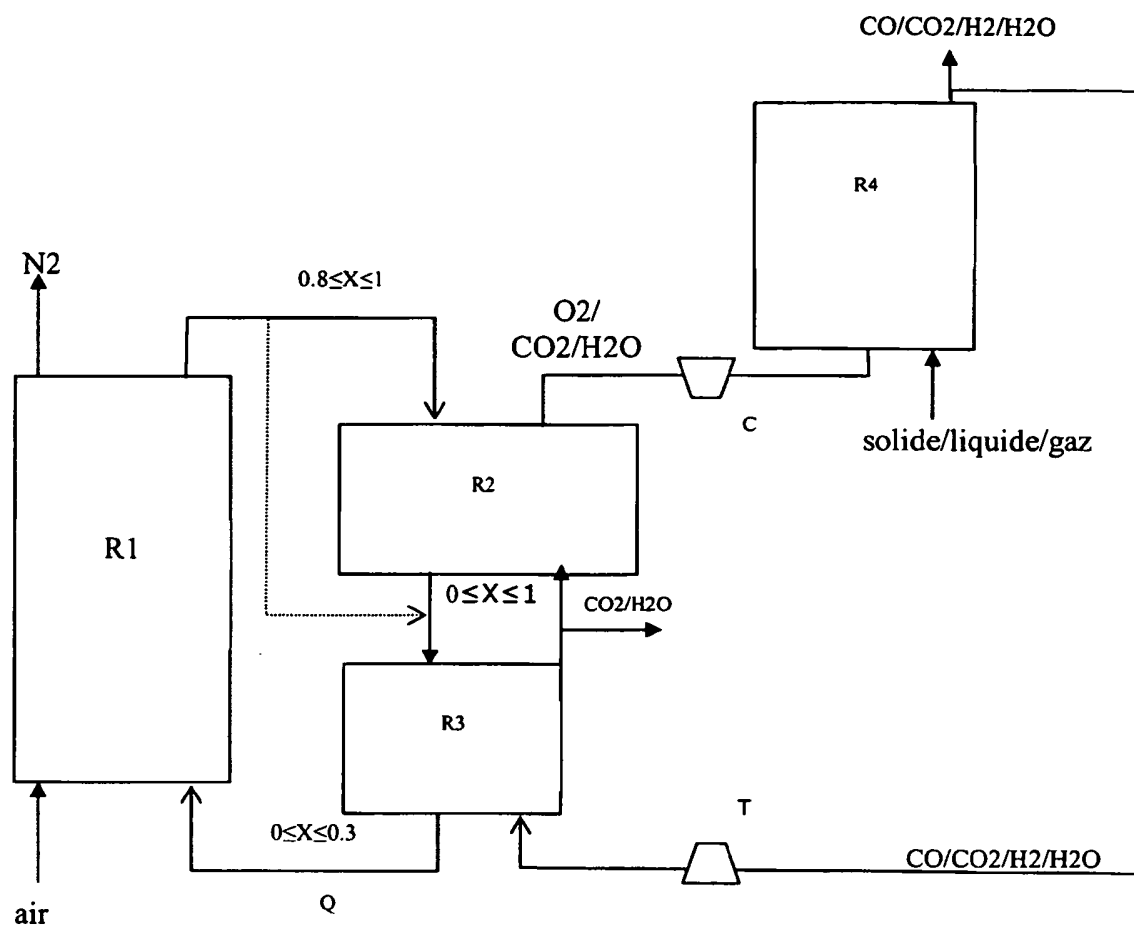 CO/CO2/H2/H2O
R4
N2
0.8≤X≤1
O2/
CO2/H2O
C
solide/liquide/gaz
R2
R1
0≤X≤1
CO2/H2O
R3
T
0≤X≤0.3
CO/CO2/H2/H2O
Q
air